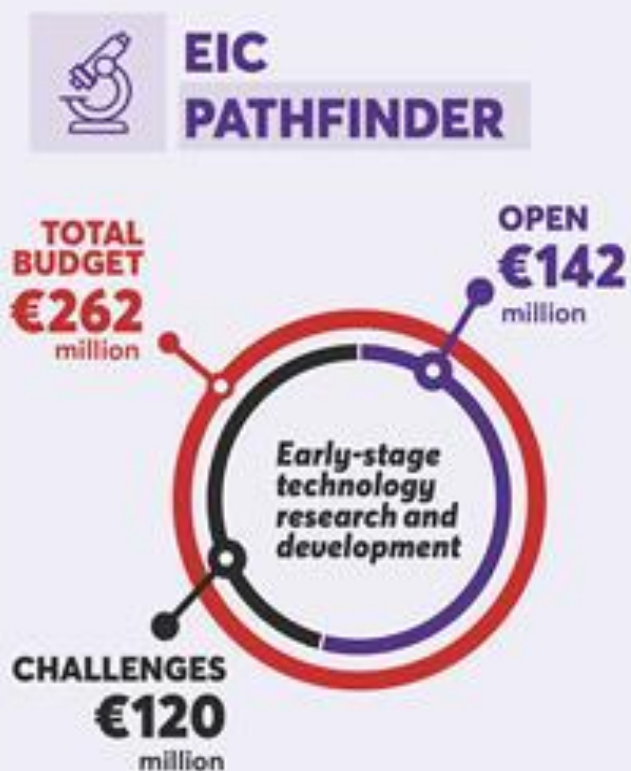 EIC
PATHFINDER
TOTAL
BUDGET
€262
million
OPEN
€142
million
Early-stage
technology
research and
development
CHALLENGES
€120
million